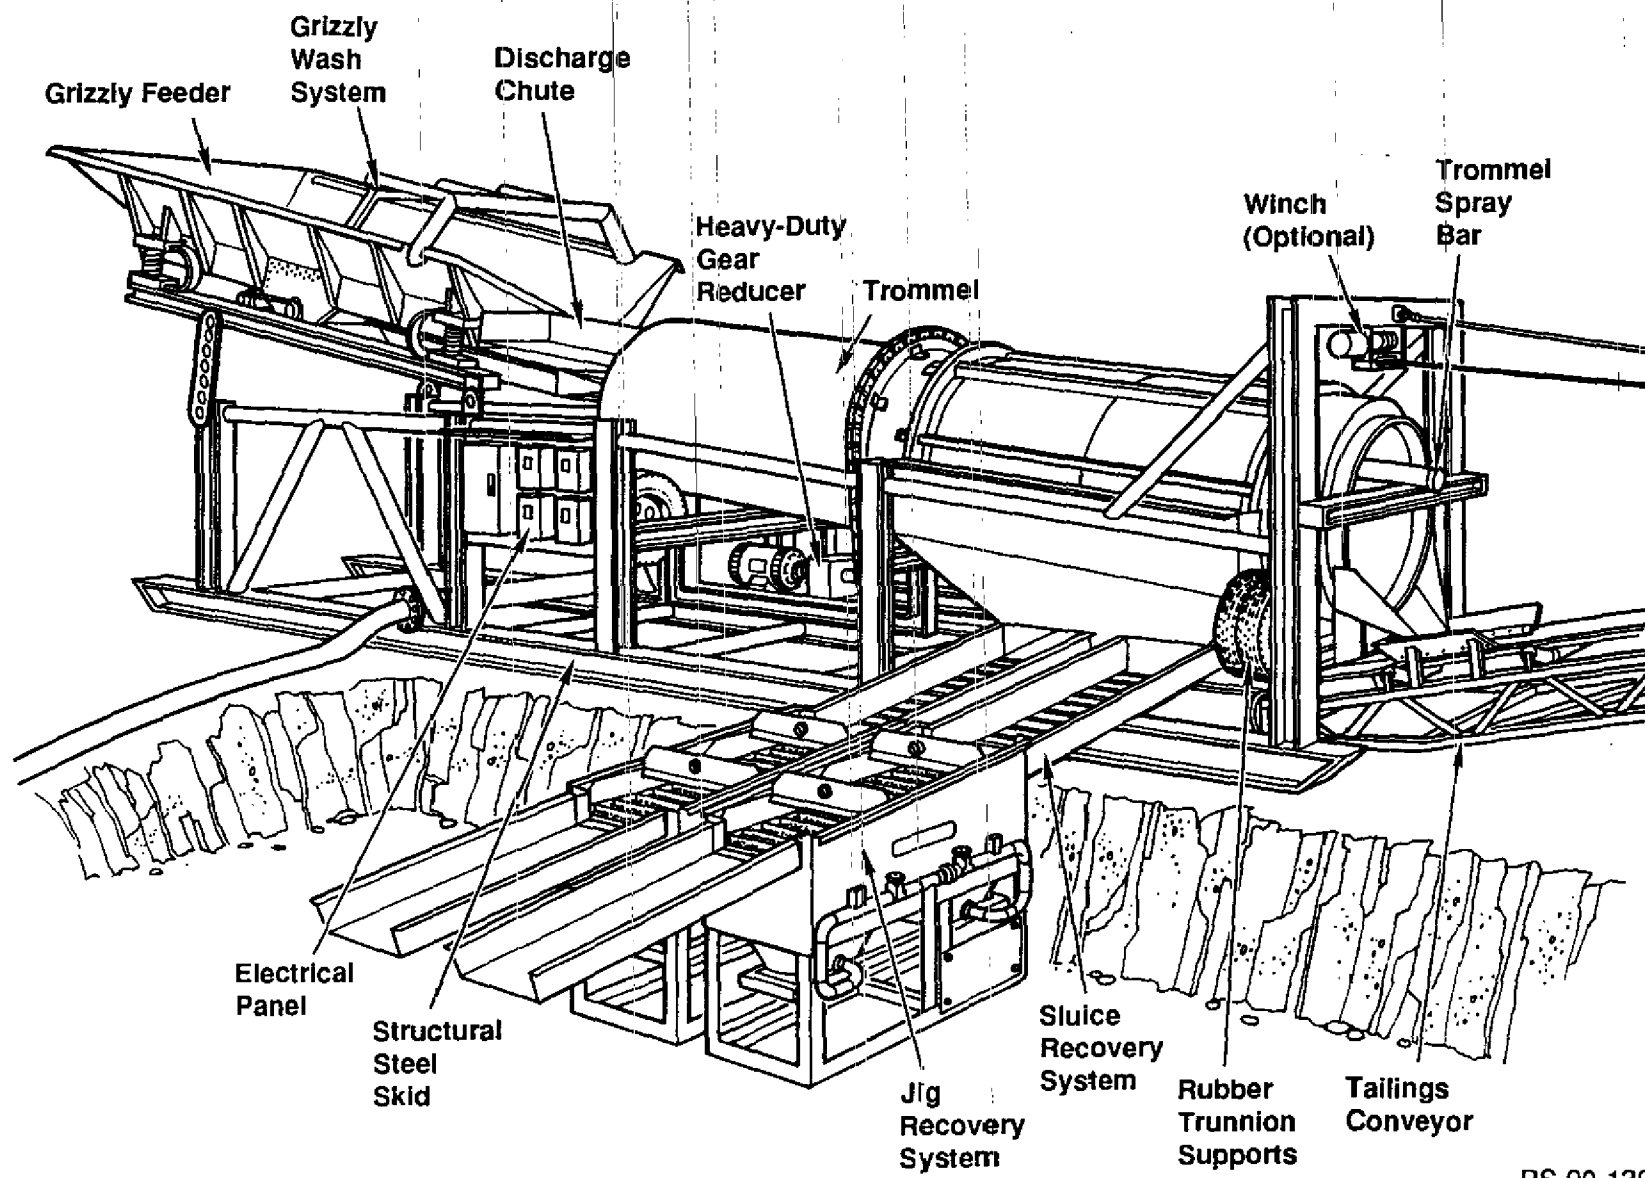 Grizzly Feeder
Grizzly
Wash
System
Discharge
Chute
Heavy-Duty
Gear
Reducer
Trommel
Winch
(Optional)
Trommel
Spray
Bar
Electrical
Panel
Structural
Steel
Skid
Jig
Recovery
System
Sluice
Recovery
System
Rubber
Trunnion
Supports
Tailings
Conveyor